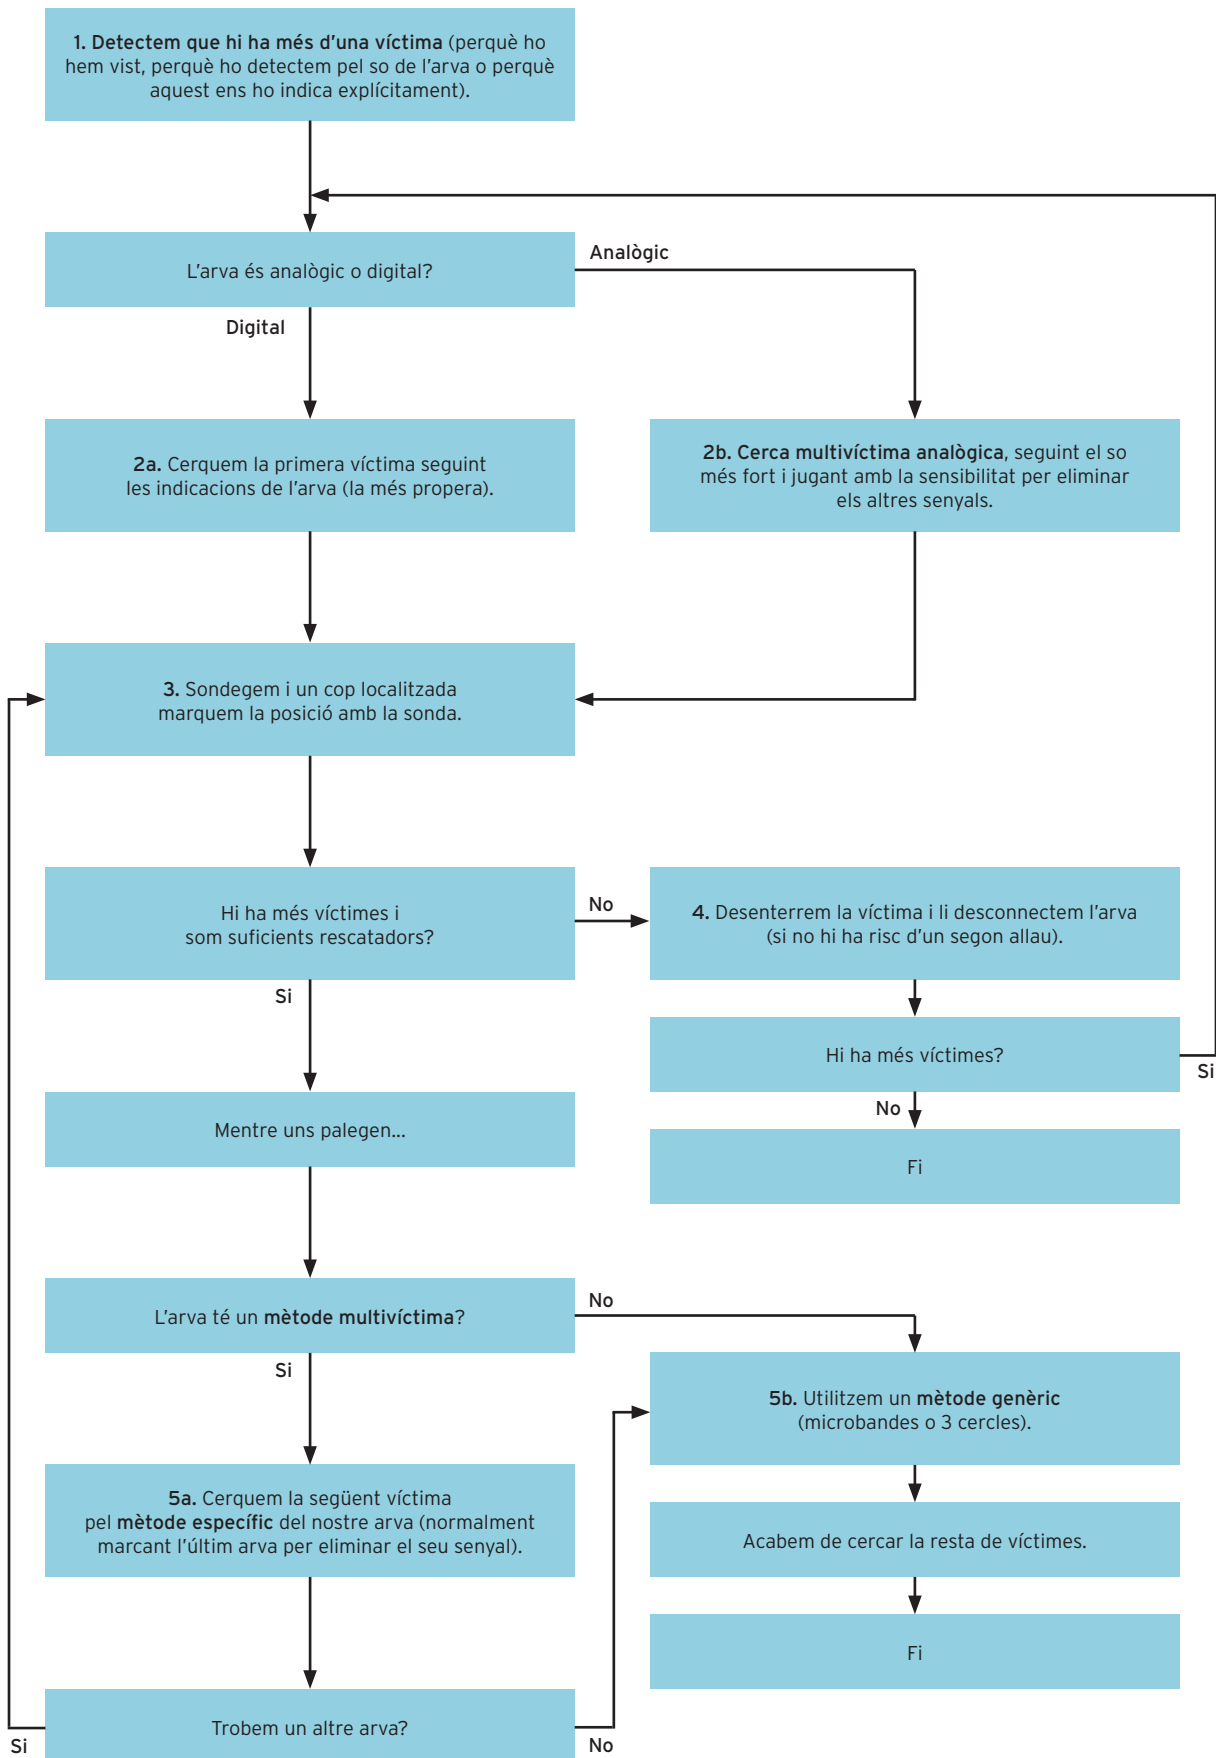 1. Detectem que hi ha més d'una víctima (perquè ho
hem vist, perquè ho detectem pel so de l'arva o perquè
aquest ens ho indica explícitament).
L'arva és analògic o digital?
Analògic
Digital
2a. Cerquem la primera víctima seguint
les indicacions de l'arva (la més propera).
2b. Cerca multivíctima analògica, seguint el so
més fort i jugant amb la sensibilitat per eliminar
els altres senyals.
3. Sondegem i un cop localitzada
marquem la posició amb la sonda.
Hi ha més víctimes i
som suficients rescatadors?
No
Si
4. Desenterrem la víctima i li desconnectem l'arva
(si no hi ha risc d'un segon allau).
Hi ha més víctimes?
Si
No
Fi
Mentre uns palegen...
L'arva té un mètode multivíctima?
No
Si
5b. Utilitzem un mètode genèric
(microbandes o 3 cercles).
5a. Cerquem la següent víctima
pel mètode específic del nostre arva (normalment
marcant l'últim arva per eliminar el seu senyal).
Acabem de cercar la resta de víctimes.
Fi
Trobem un altre arva?
Si
No